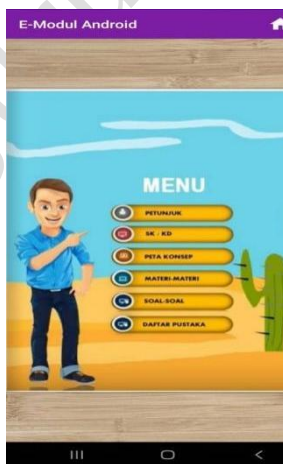 E-Modul Android
MENU
PETUNJUK
SK - KD
PETA KONSEP
MATERI-MATERI
SOAL-SOAL
DAFTAR PUSTAKA